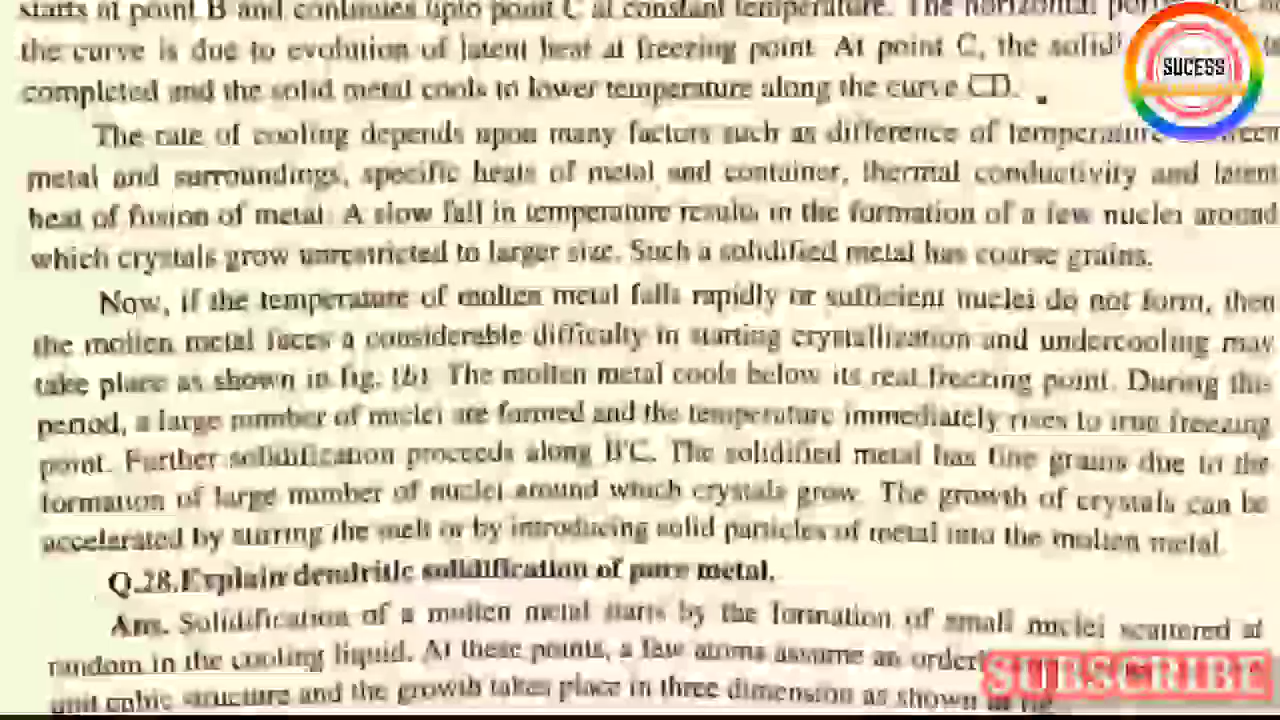 starts at point B and continues upto point C at constant temperature. The horizontal
the curve is due to evolution of latent heat at freezing point. At point C, the
completed and the solid metal cools to lower temperature along the curve CD.
The rate of cooling depends upon many factors such as difference of temperature
metal and surroundings, specific heats of metal and container, thermal conductivity and latent
heat of fusion of metal. A slow fall in temperature results in the formation of a few nuclei around
which crystals grow unrestricted to larger size. Such a solidified metal has coarse grains.
Now, if the temperature of molten metal falls rapidly or sufficient nuclei do not form, then
the molten metal faces a considerable difficulty in starting crystallization and undercooling may
take place as shown in fig. (b). The molten metal cools below its real freezing point. During this
period, a large number of nuclei are formed and the temperature immediately rises to true freezing
point. Further solidification proceeds along B'C. The solidified metal has fine grains due to the
formation of large number of nuclei around which crystals grow. The growth of crystals can be
accelerated by stirring the melt or by introducing solid particles of metal into the molten metal.
Q.28. Explain dendritic solidification of pure metal.
Ans. Solidification of a molten metal starts by the formation of small nuclei scattered at
random in the cooling liquid. At these points, a few atoms assume an
unit cubic structure and the growth takes place in three dimension as shown in fig.
SUCESS
SUBSCRIBE